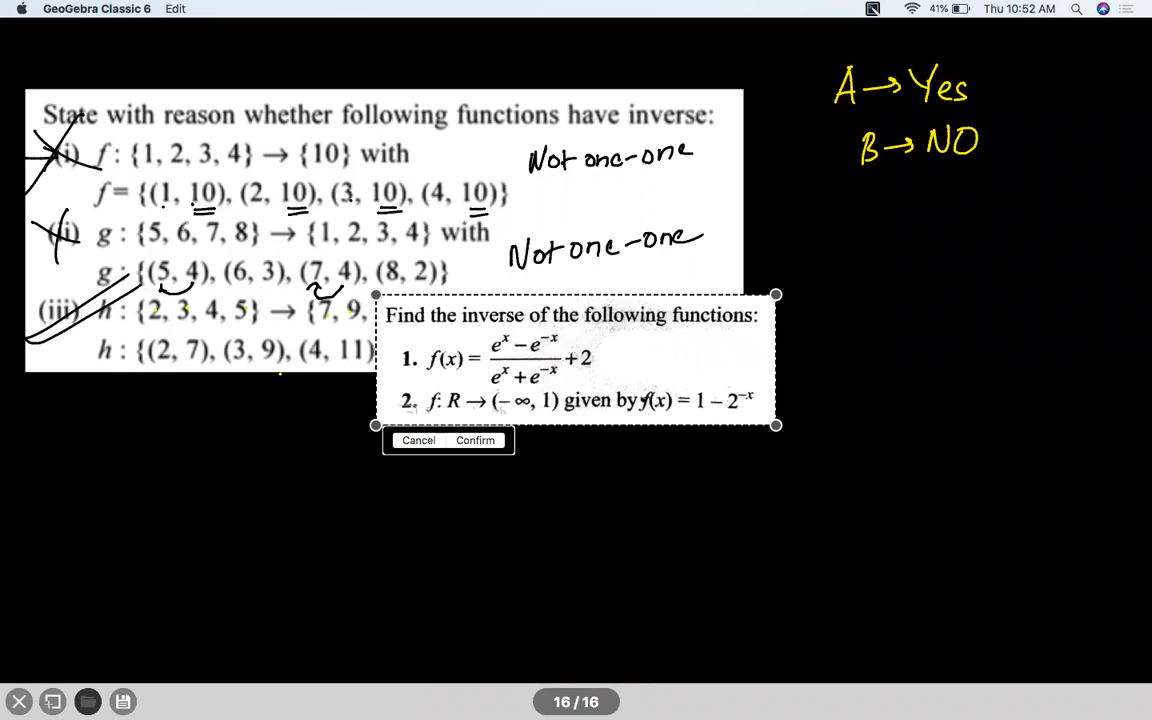 GeoGebra Classic 6 Edit 41% Thu 10:52 AM
A → Yes
B → NO
State with reason whether following functions have inverse:
(i) f : {1, 2, 3, 4} → {10} with
Not one-one
f = {(1, 10), (2, 10), (3, 10), (4, 10)}
(i) g : {5, 6, 7, 8} → {1, 2, 3, 4} with
Not one-one
g : {(5, 4), (6, 3), (7, 4), (8, 2)}
(iii) h : {2, 3, 4, 5} → {7, 9,
h : {(2, 7), (3, 9), (4, 11)
Find the inverse of the following functions:
1. f(x) = (eˣ – e⁻ˣ)/(eˣ + e⁻ˣ) + 2
2. f: R → (– ∞, 1) given by f(x) = 1 – 2⁻ˣ
Cancel Confirm
16 / 16